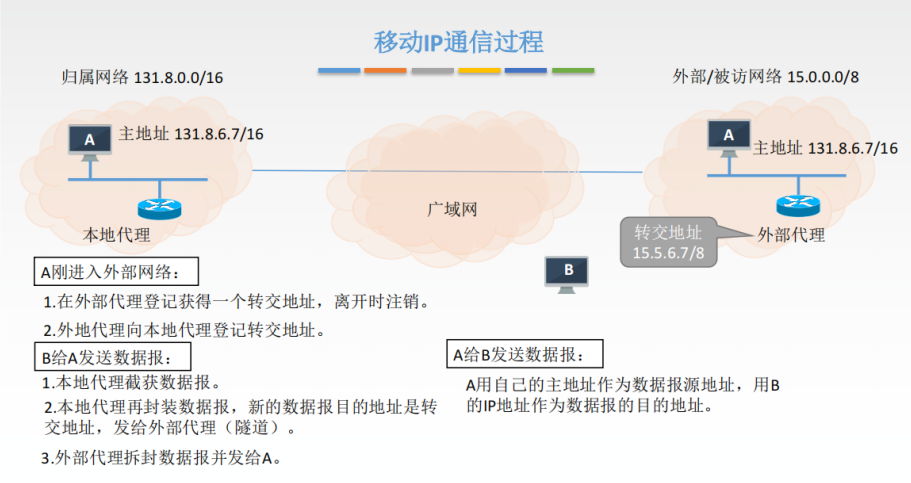 移动IP通信过程
归属网络 131.8.0.0/16
外部/被访网络 15.0.0.0/8
A
主地址 131.8.6.7/16
A
主地址 131.8.6.7/16
广域网
本地代理
转交地址
15.5.6.7/8
外部代理
B
A刚进入外部网络：
1.在外部代理登记获得一个转交地址，离开时注销。
2.外地代理向本地代理登记转交地址。
B给A发送数据报：
1.本地代理截获数据报。
2.本地代理再封装数据报，新的数据报目的地址是转
交地址，发给外部代理（隧道）。
3.外部代理拆封数据报并发给A。
A给B发送数据报：
A用自己的主地址作为数据报源地址，用B
的IP地址作为数据报的目的地址。